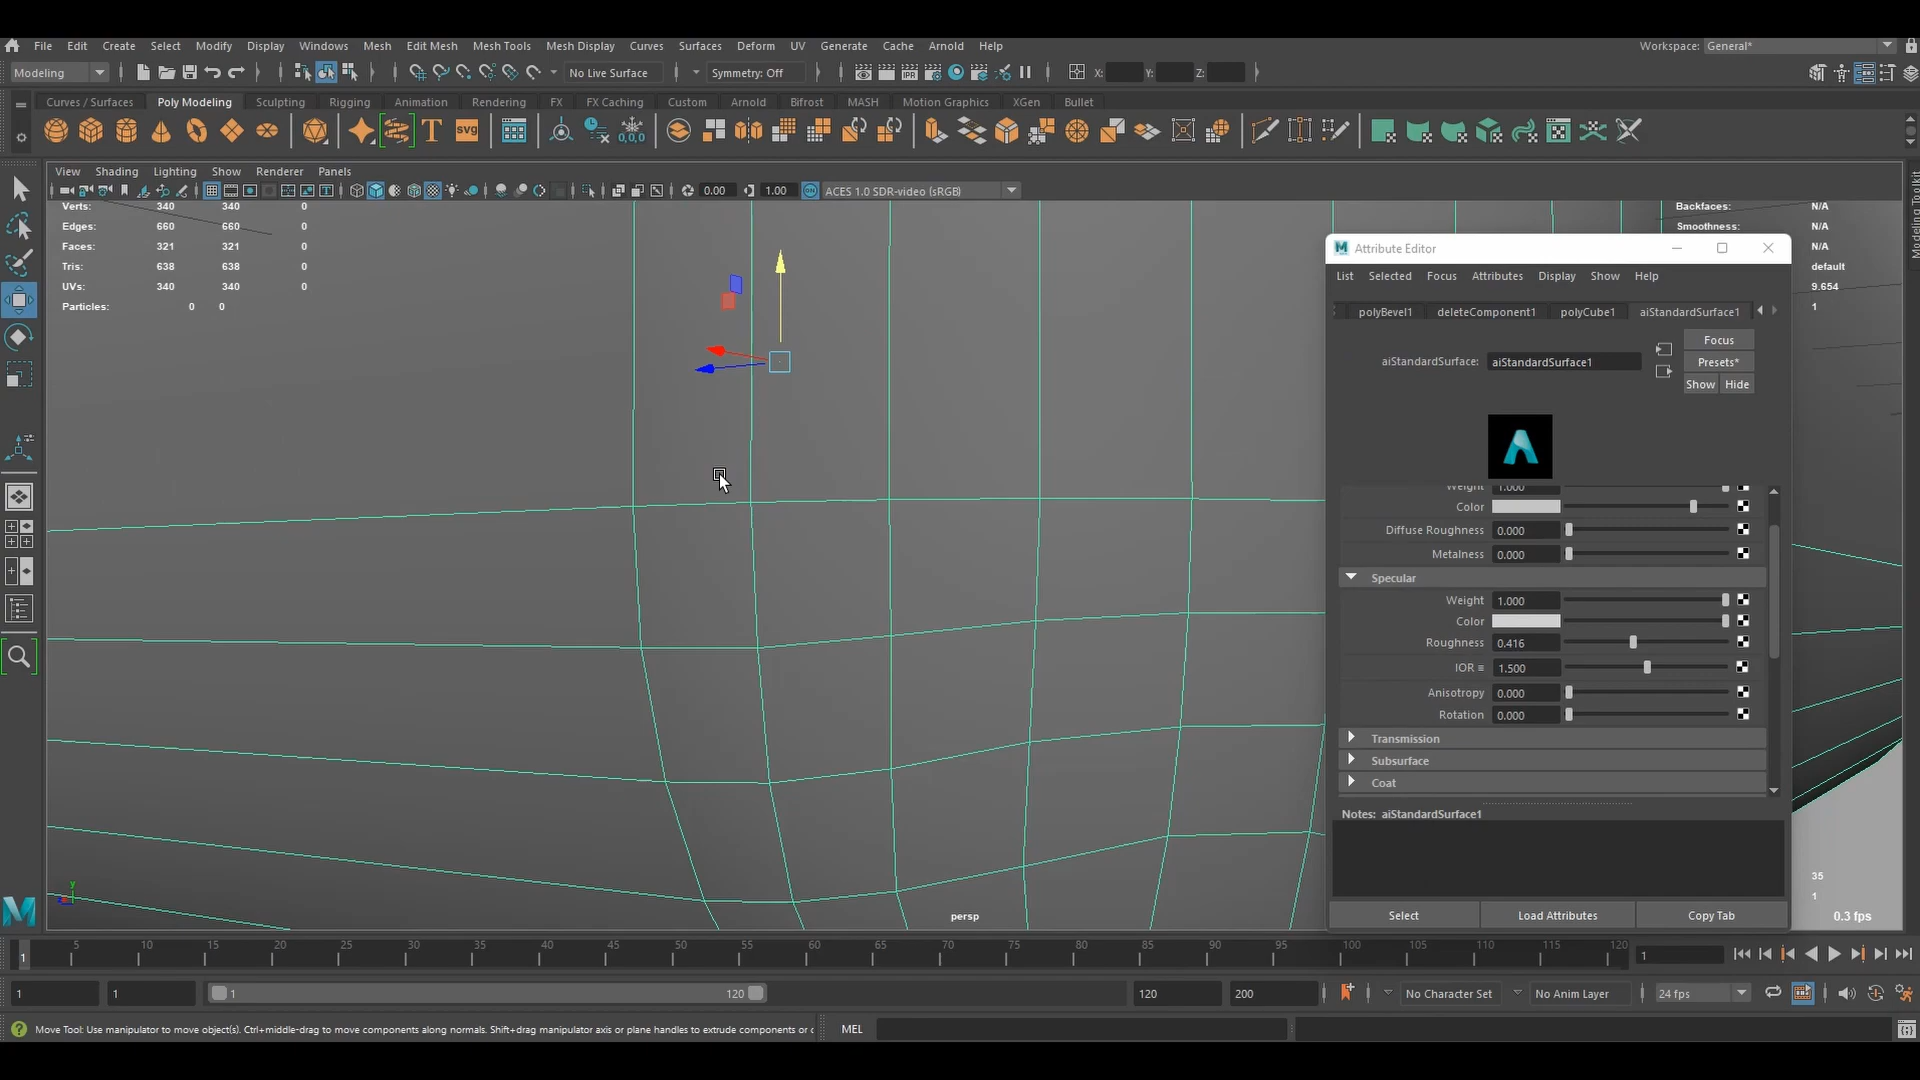 File Edit Create Select Modify Display Windows Mesh Edit Mesh Mesh Tools Mesh Display Curves Surfaces Deform UV Generate Cache Arnold Help
Workspace: General*
Modeling
No Live Surface
Symmetry: Off
X: Y: Z:
Curves / Surfaces Poly Modeling Sculpting Rigging Animation Rendering FX FX Caching Custom Arnold Bifrost MASH Motion Graphics XGen Bullet
View Shading Lighting Show Renderer Panels
0.00 1.00 ACES 1.0 SDR-video (sRGB)
Verts: 340 340 0
Edges: 660 660 0
Faces: 321 321 0
Tris: 638 638 0
UVs: 340 340 0
Particles: 0 0
Backfaces: N/A
Smoothness: N/A
N/A
default
9.654
1
Modeling Toolkit
Attribute Editor
List Selected Focus Attributes Display Show Help
polyBevel1 deleteComponent1 polyCube1 aiStandardSurface1
aiStandardSurface: aiStandardSurface1
Focus
Presets*
Show Hide
Weight 1.000
Color
Diffuse Roughness 0.000
Metalness 0.000
Specular
Weight 1.000
Color
Roughness 0.416
IOR 1.500
Anisotropy 0.000
Rotation 0.000
Transmission
Subsurface
Coat
Notes: aiStandardSurface1
Select Load Attributes Copy Tab
35
1
0.3 fps
persp
y
5 10 15 20 25 30 35 40 45 50 55 60 65 70 75 80 85 90 95 100 105 110 115 120
1
1
1 1 1 120 120 200 No Character Set No Anim Layer 24 fps
Move Tool: Use manipulator to move object(s). Ctrl+middle-drag to move components along normals. Shift+drag manipulator axis or plane handles to extrude components or c
MEL